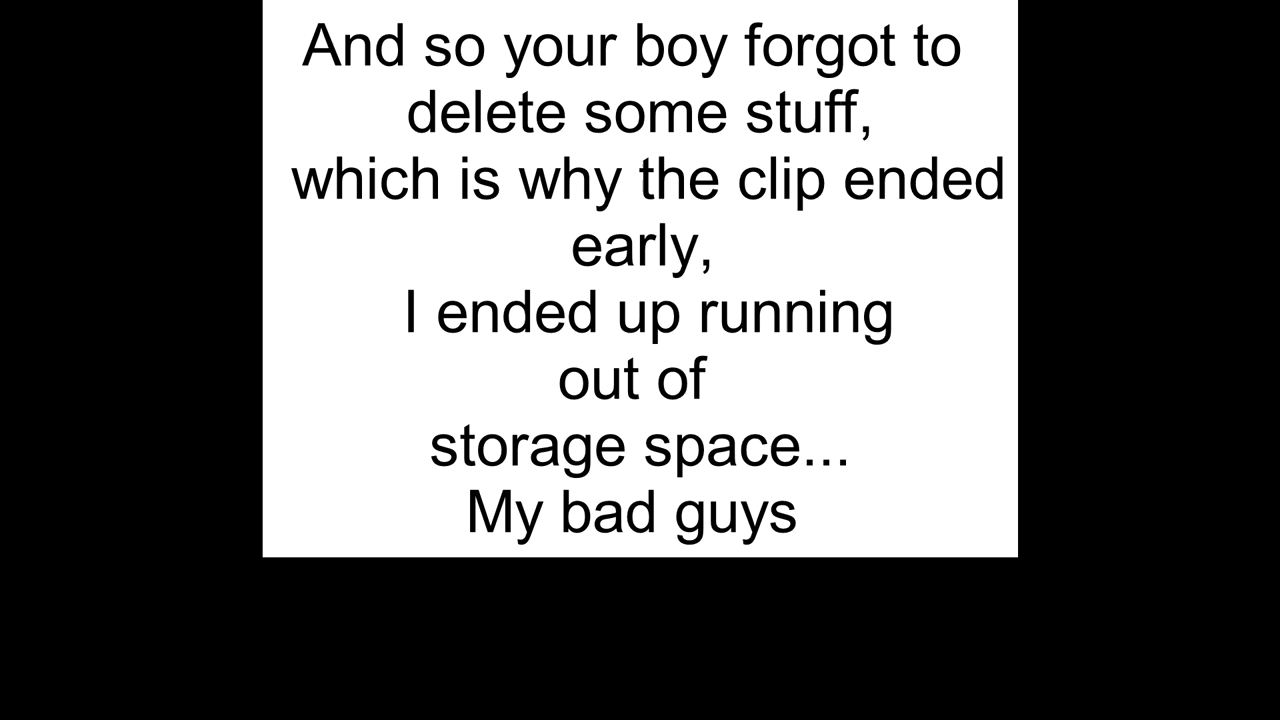 And so your boy forgot to
delete some stuff,
which is why the clip ended
early,
I ended up running
out of
storage space...
My bad guys